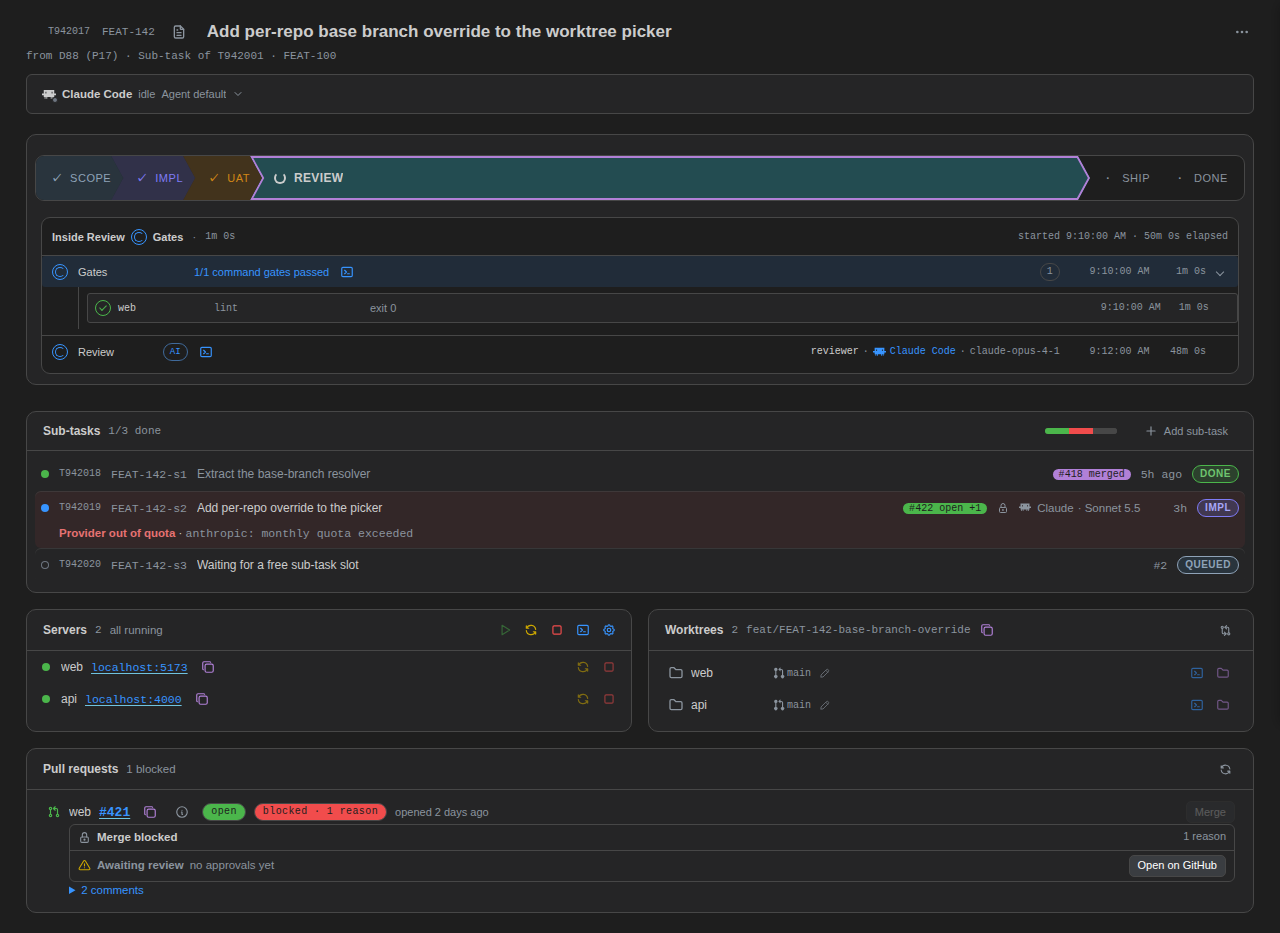 T942017 FEAT-142 Add per-repo base branch override to the worktree picker
from D88 (P17) · Sub-task of T942001 · FEAT-100
Claude Code idle Agent default
SCOPE IMPL UAT REVIEW · SHIP · DONE
Inside Review Gates · 1m 0s started 9:10:00 AM · 50m 0s elapsed
Gates 1/1 command gates passed 1 9:10:00 AM 1m 0s
web lint exit 0 9:10:00 AM 1m 0s
Review AI reviewer · Claude Code · claude-opus-4-1 9:12:00 AM 48m 0s
Sub-tasks 1/3 done Add sub-task
T942018 FEAT-142-s1 Extract the base-branch resolver #418 merged 5h ago DONE
T942019 FEAT-142-s2 Add per-repo override to the picker #422 open +1 Claude · Sonnet 5.5 3h IMPL
Provider out of quota · anthropic: monthly quota exceeded
T942020 FEAT-142-s3 Waiting for a free sub-task slot #2 QUEUED
Servers 2 all running
web localhost:5173
api localhost:4000
Worktrees 2 feat/FEAT-142-base-branch-override
web main
api main
Pull requests 1 blocked
web #421 open blocked · 1 reason opened 2 days ago Merge
Merge blocked 1 reason
Awaiting review no approvals yet Open on GitHub
2 comments